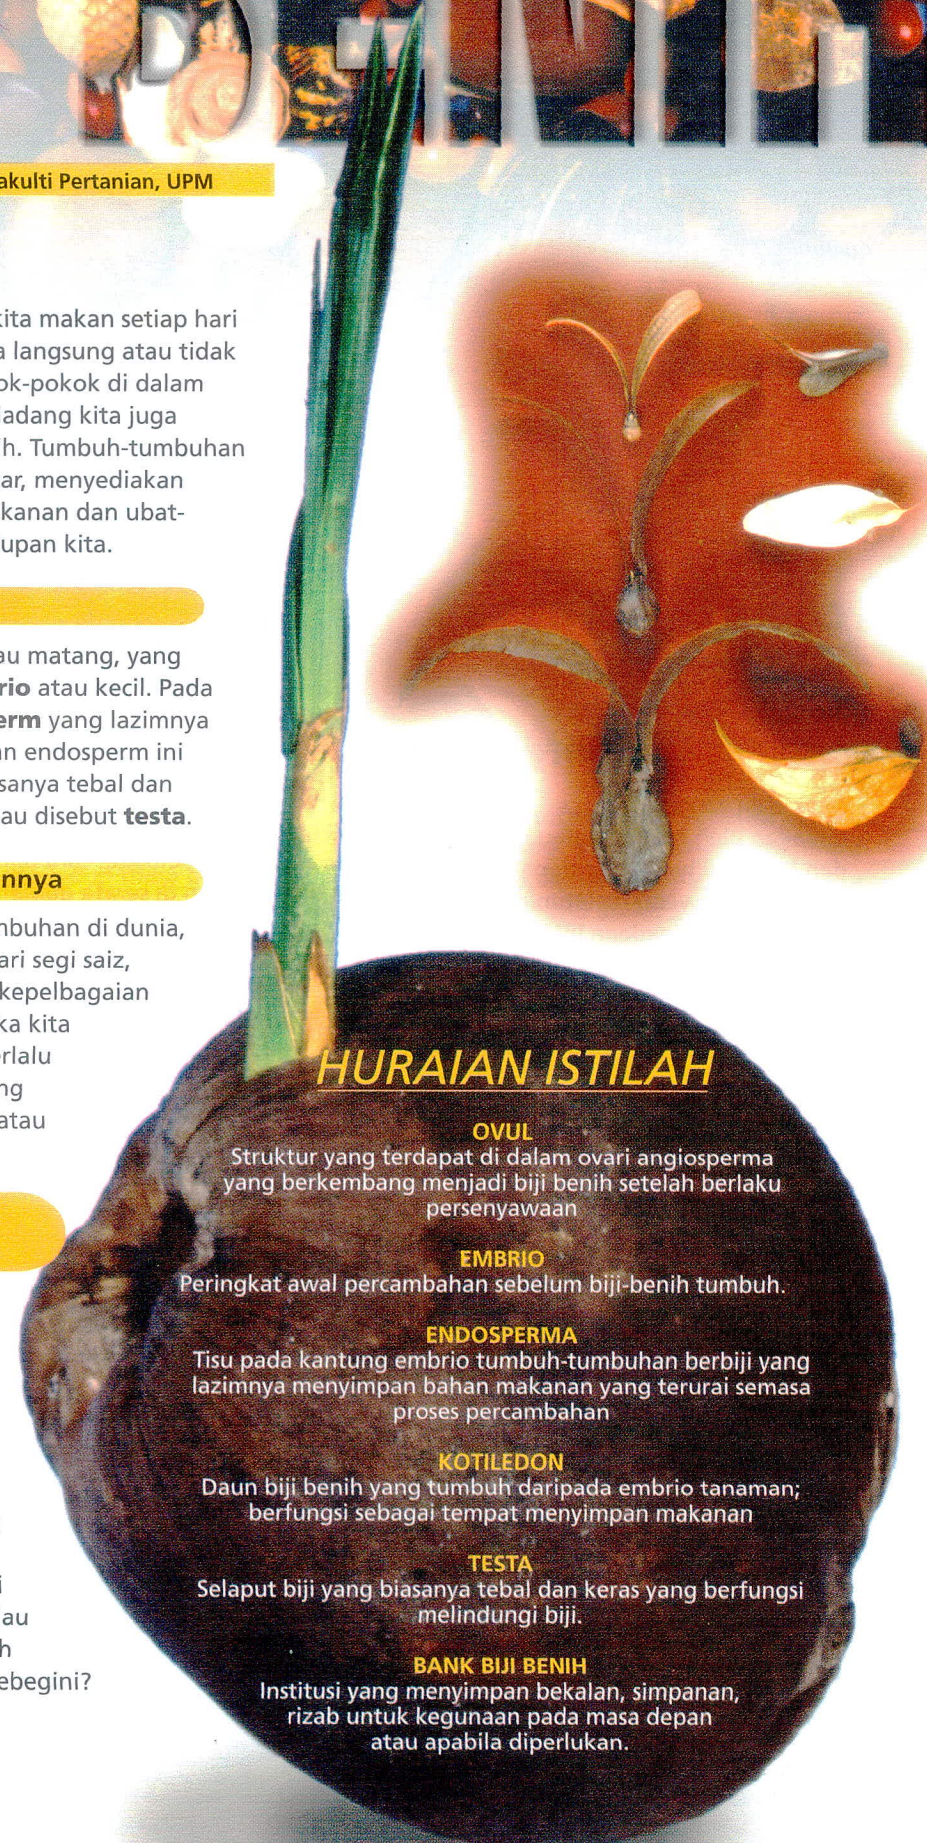 BENIH
akulti Pertanian, UPM
kita makan setiap hari
a langsung atau tidak
ok-pokok di dalam
adang kita juga
ih. Tumbuh-tumbuhan
ar, menyediakan
kanan dan ubat-
upan kita.
au matang, yang
rio atau kecil. Pada
erm yang lazimnya
an endosperm ini
sanya tebal dan
au disebut testa.
nnya
mbuhan di dunia,
ari segi saiz,
kepelbagaian
ka kita
erlalu
ng
atau
i
au
h
ebegini?
HURAIAN ISTILAH
OVUL
Struktur yang terdapat di dalam ovari angiosperma
yang berkembang menjadi biji benih setelah berlaku
persenyawaan
EMBRIO
Peringkat awal percambahan sebelum biji-benih tumbuh.
ENDOSPERMA
Tisu pada kantung embrio tumbuh-tumbuhan berbiji yang
lazimnya menyimpan bahan makanan yang terurai semasa
proses percambahan
KOTILEDON
Daun biji benih yang tumbuh daripada embrio tanaman;
berfungsi sebagai tempat menyimpan makanan
TESTA
Selaput biji yang biasanya tebal dan keras yang berfungsi
melindungi biji.
BANK BIJI BENIH
Institusi yang menyimpan bekalan, simpanan,
rizab untuk kegunaan pada masa depan
atau apabila diperlukan.